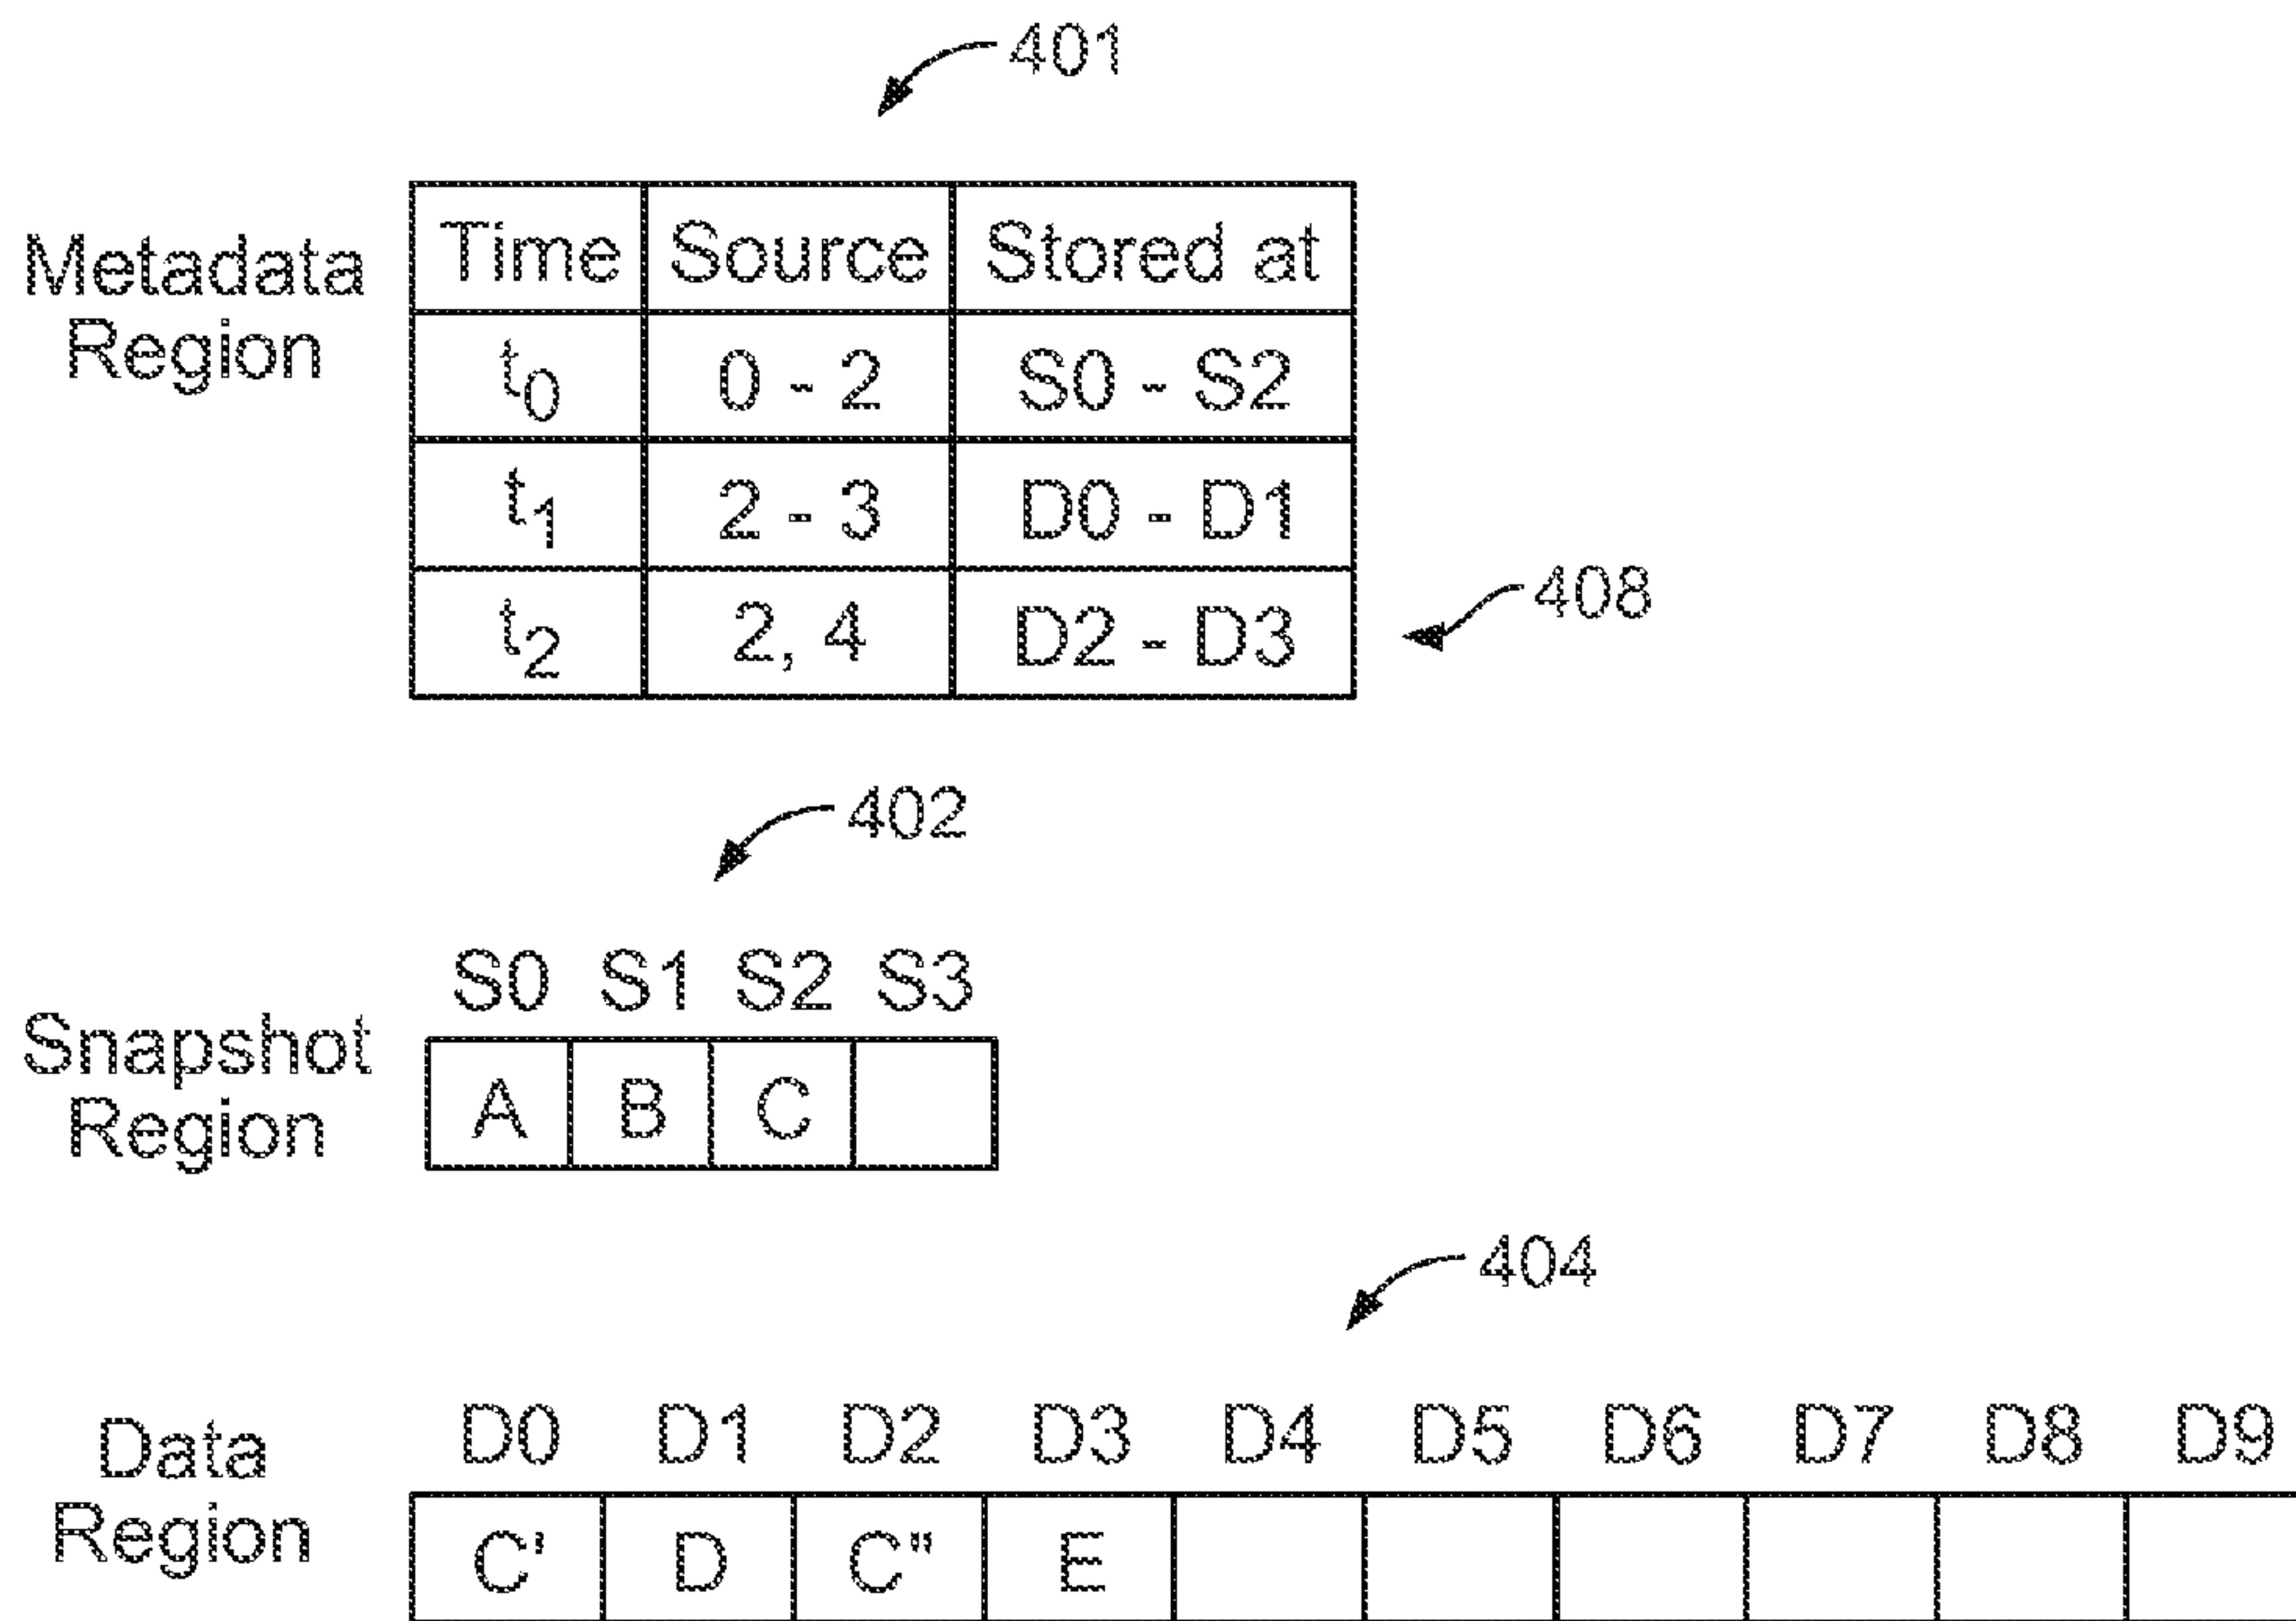 401
Metadata
Region
Time Source Stored at
t0 0 - 2 S0 - S2
t1 2 - 3 D0 - D1
t2 2, 4 D2 - D3
408
402
S0 S1 S2 S3
Snapshot
Region
A B C
404
D0 D1 D2 D3 D4 D5 D6 D7 D8 D9
Data
Region
C' D C" E